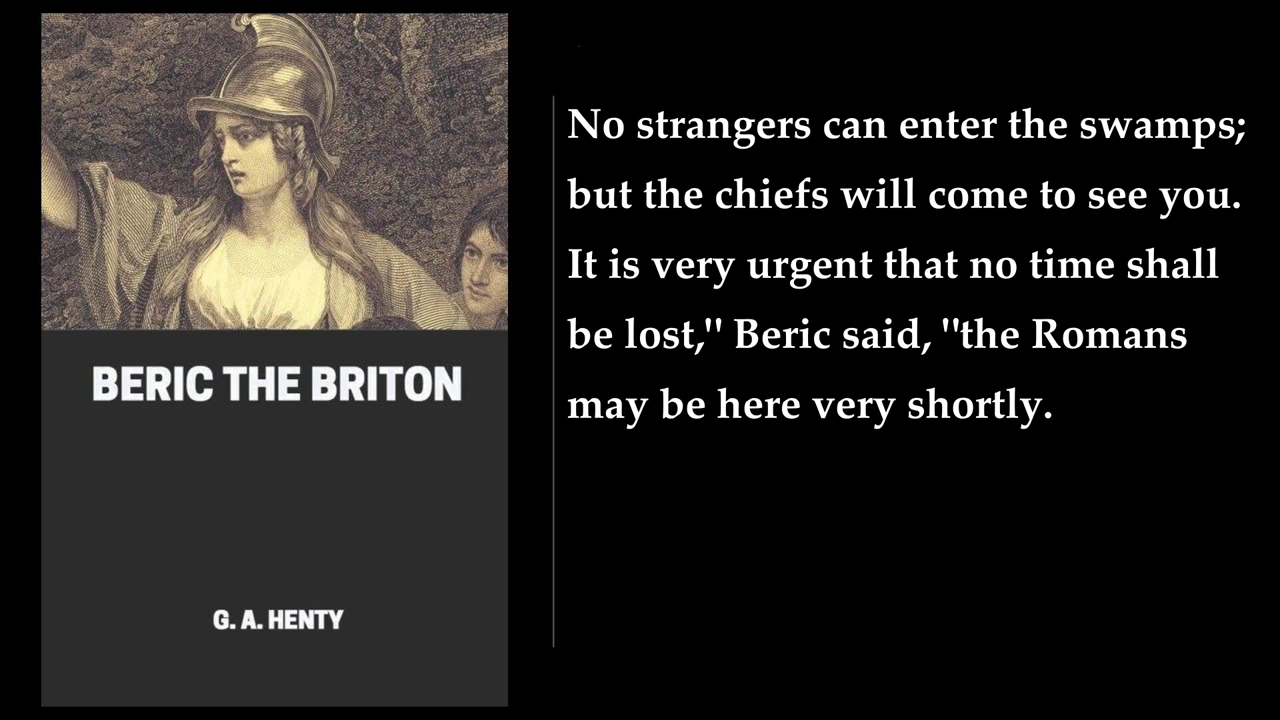 BERIC THE BRITON
G. A. HENTY
No strangers can enter the swamps;
but the chiefs will come to see you.
It is very urgent that no time shall
be lost," Beric said, "the Romans
may be here very shortly.